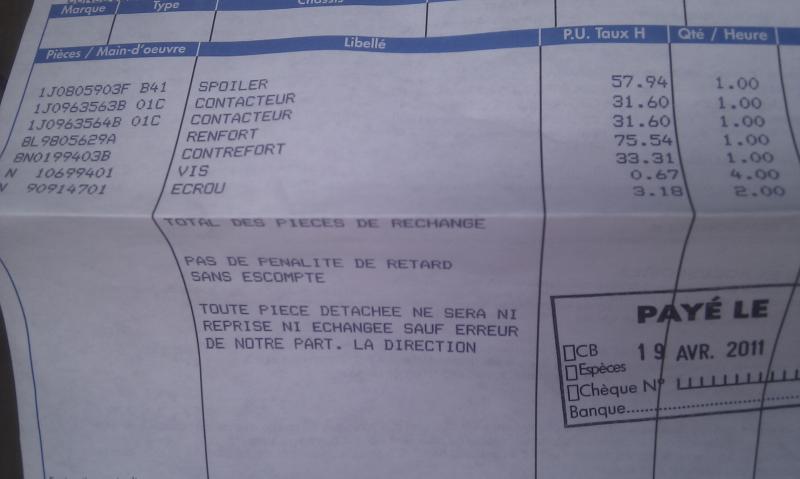 Marque Type Chassis
Pièces / Main-d'oeuvre Libellé P.U. Taux H Qté / Heure
1J0805903F B41 SPOILER 57.94 1.00
1J0963563B 01C CONTACTEUR 31.60 1.00
1J0963564B 01C CONTACTEUR 31.60 1.00
8L9805629A RENFORT 75.54 1.00
8N0199403B CONTREFORT 33.31 1.00
N 10699401 VIS 0.67 4.00
N 90914701 ECROU 3.18 2.00
TOTAL DES PIECES DE RECHANGE
PAS DE PENALITE DE RETARD
SANS ESCOMPTE
TOUTE PIECE DETACHEE NE SERA NI
REPRISE NI ECHANGEE SAUF ERREUR
DE NOTRE PART. LA DIRECTION
PAYÉ LE
CB 19 AVR. 2011
Espèces
Chèque N°
Banque